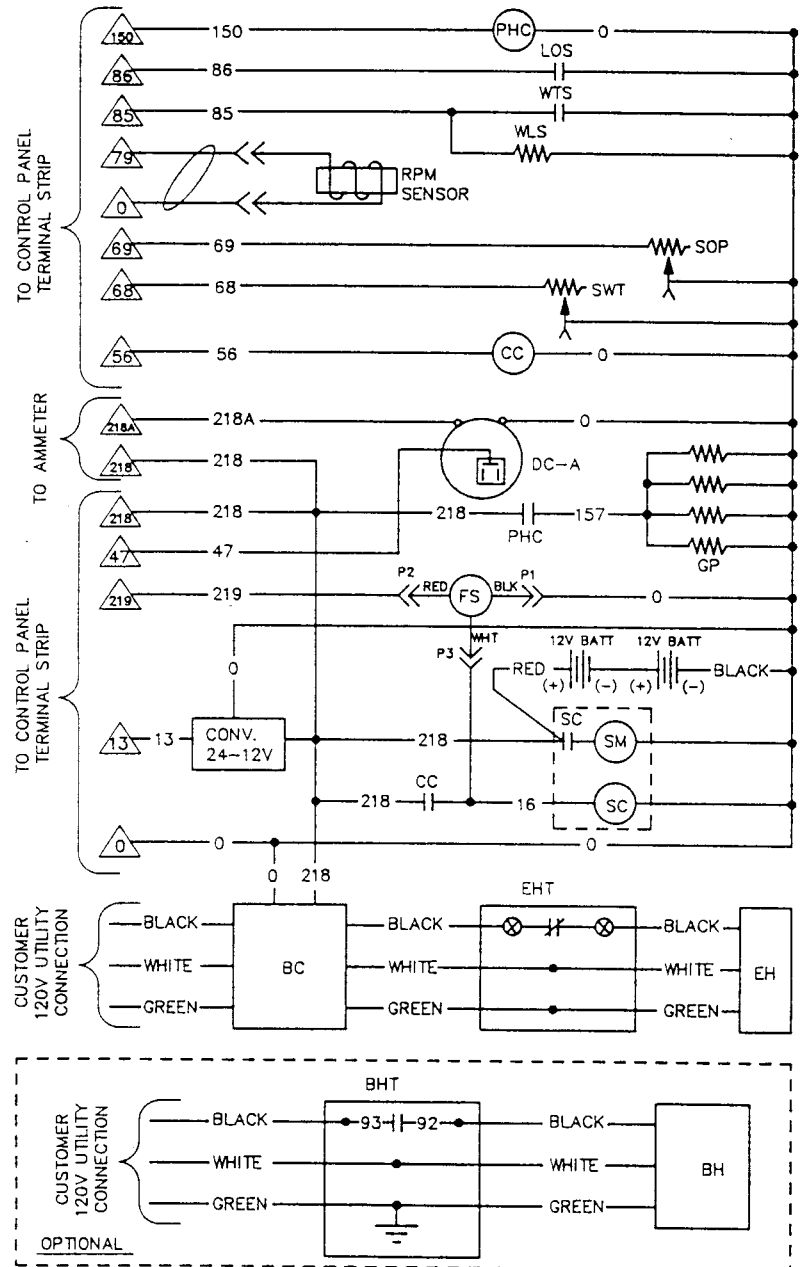 150 150 PHC 0
86 86 LOS
85 85 WTS
WLS
79
RPM
SENSOR
0
TO CONTROL PANEL
TERMINAL STRIP
69 69 SOP
68 68 SWT
56 56 CC 0
TO AMMETER
218A 218A 0
218 218
DC-A
218 218 218 PHC 157
47 47
GP
219 219 P2 RED FS BLK P1 0
WHT
P3
0
12V BATT 12V BATT
RED (+) (-) (+) (-) BLACK
TO CONTROL PANEL
TERMINAL STRIP
13 13 CONV.
24-12V
218 SC SM
218 CC 16 SC
0 0 0
0 218
CUSTOMER
120V UTILITY
CONNECTION
EHT
BLACK BLACK BLACK
WHITE BC WHITE WHITE EH
GREEN GREEN GREEN
BHT
CUSTOMER
120V UTILITY
CONNECTION
BLACK 93 92 BLACK
WHITE WHITE BH
GREEN GREEN
OPTIONAL